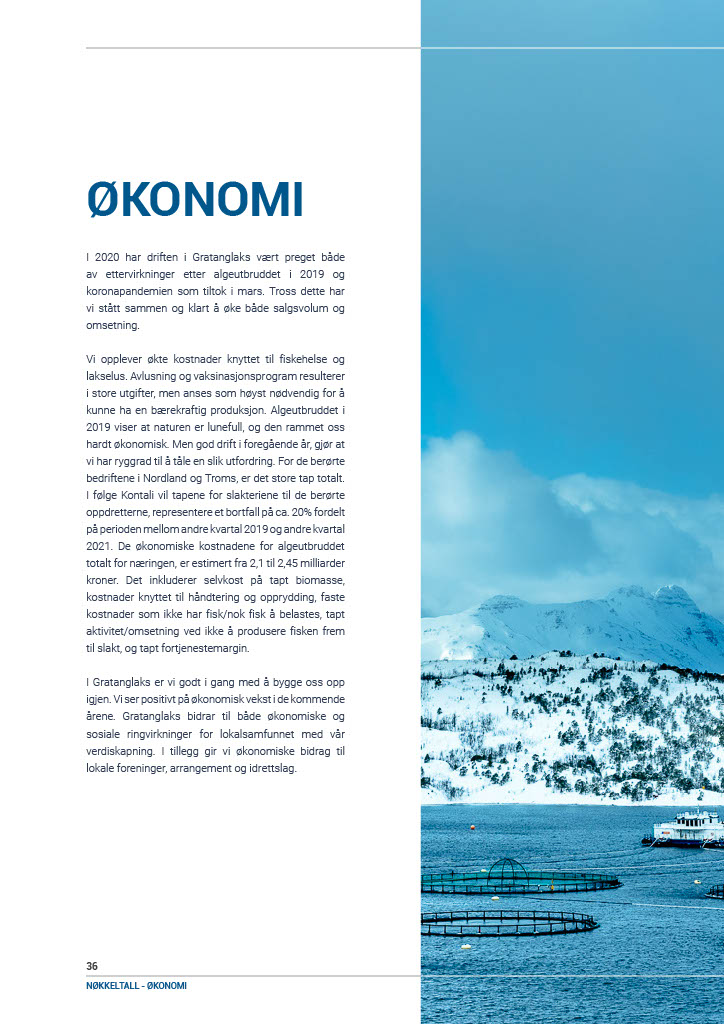 ØKONOMI
I 2020 har driften i Gratanglaks vært preget både
av ettervirkninger etter algeutbruddet i 2019 og
koronapandemien som tiltok i mars. Tross dette har
vi stått sammen og klart å øke både salgsvolum og
omsetning.
Vi opplever økte kostnader knyttet til fiskehelse og
lakselus. Avlusning og vaksinasjonsprogram resulterer
i store utgifter, men anses som høyst nødvendig for å
kunne ha en bærekraftig produksjon. Algeutbruddet i
2019 viser at naturen er lunefull, og den rammet oss
hardt økonomisk. Men god drift i foregående år, gjør at
vi har ryggrad til å tåle en slik utfordring. For de berørte
bedriftene i Nordland og Troms, er det store tap totalt.
I følge Kontali vil tapene for slakteriene til de berørte
oppdretterne, representere et bortfall på ca. 20% fordelt
på perioden mellom andre kvartal 2019 og andre kvartal
2021. De økonomiske kostnadene for algeutbruddet
totalt for næringen, er estimert fra 2,1 til 2,45 milliarder
kroner. Det inkluderer selvkost på tapt biomasse,
kostnader knyttet til håndtering og opprydding, faste
kostnader som ikke har fisk/nok fisk å belastes, tapt
aktivitet/omsetning ved ikke å produsere fisken frem
til slakt, og tapt fortjenestemargin.
I Gratanglaks er vi godt i gang med å bygge oss opp
igjen. Vi ser positivt på økonomisk vekst i de kommende
årene. Gratanglaks bidrar til både økonomiske og
sosiale ringvirkninger for lokalsamfunnet med vår
verdiskapning. I tillegg gir vi økonomiske bidrag til
lokale foreninger, arrangement og idrettslag.
36
NØKKELTALL - ØKONOMI